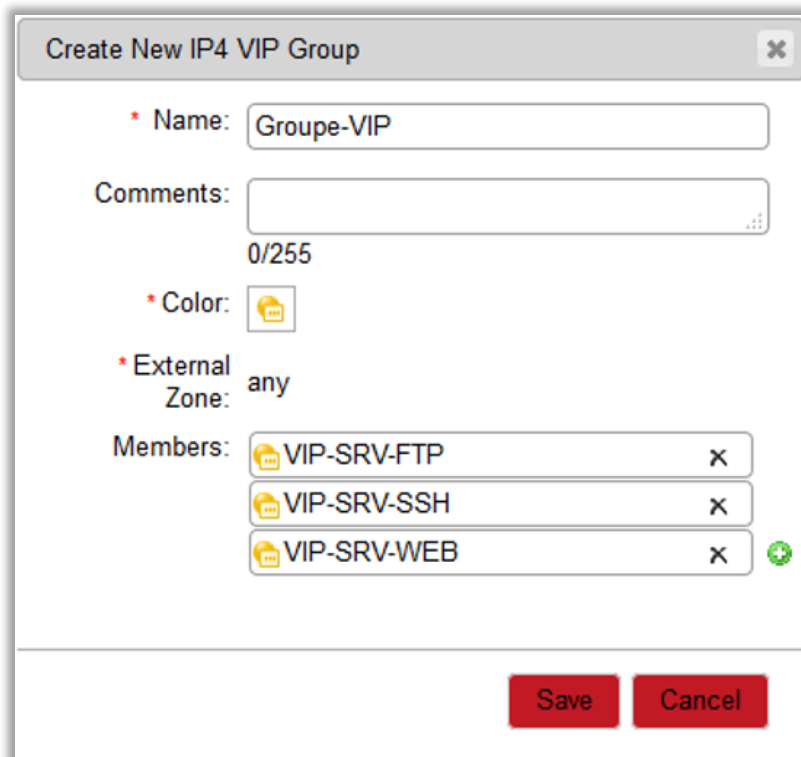 Create New IP4 VIP Group
* Name: Groupe-VIP
Comments:
0/255
* Color:
* External
Zone: any
Members: VIP-SRV-FTP
VIP-SRV-SSH
VIP-SRV-WEB
Save Cancel